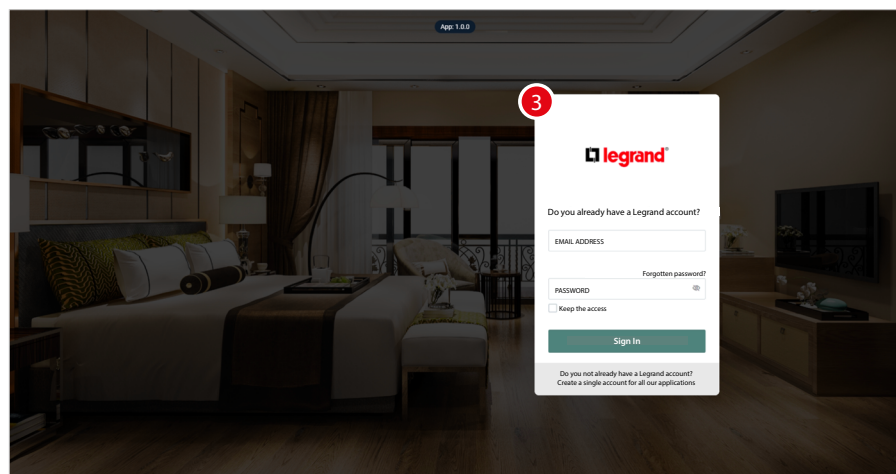 App: 1.0.0
3
legrand®
Do you already have a Legrand account?
EMAIL ADDRESS
Forgotten password?
PASSWORD
Keep the access
Sign In
Do you not already have a Legrand account?
Create a single account for all our applications